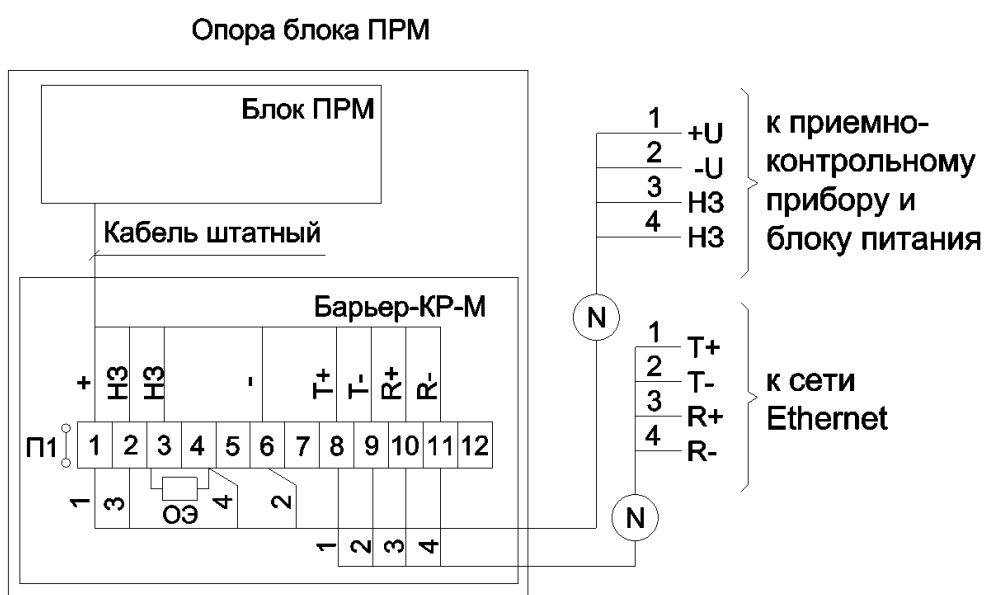 Опора блока ПРМ
Блок ПРМ
Кабель штатный
Барьер-КР-М
+ НЗ НЗ - T+ T- R+ R-
П1 1 2 3 4 5 6 7 8 9 10 11 12
1 3 ОЭ 4 2
1 2 3 4
1 +U
2 -U
3 НЗ
4 НЗ
к приемно-
контрольному
прибору и
блоку питания
N
1 T+
2 T-
3 R+
4 R-
к сети
Ethernet
N